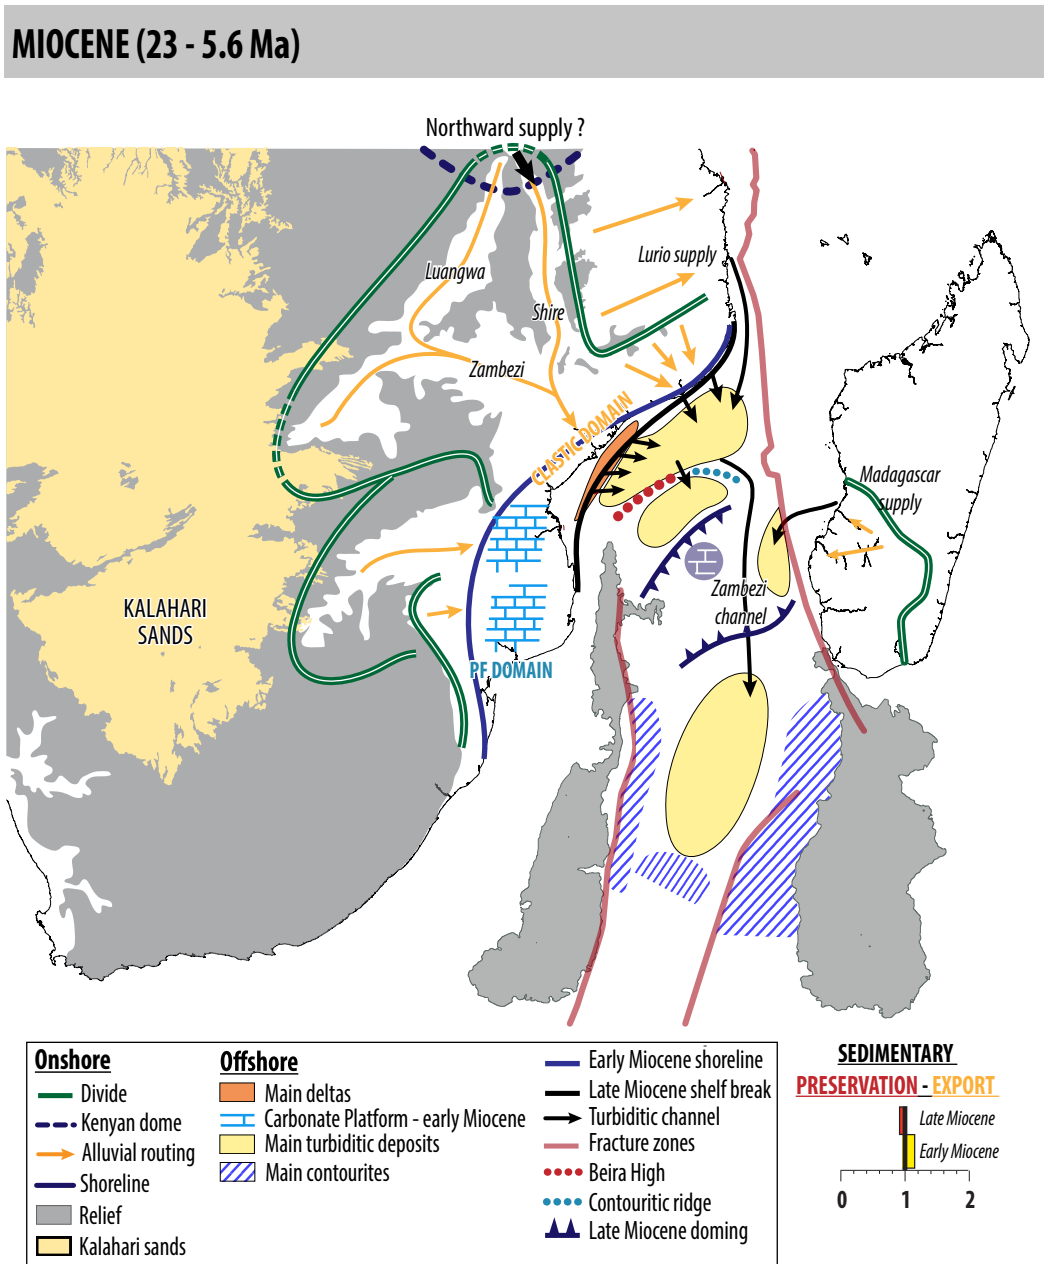 MIOCENE (23 - 5.6 Ma)
Northward supply ?
Luangwa
Shire
Zambezi
Lurio supply
CLASTIC DOMAIN
Madagascar
supply
Zambezi
channel
KALAHARI
SANDS
PF DOMAIN
Onshore
Divide
Kenyan dome
Alluvial routing
Shoreline
Relief
Kalahari sands
Offshore
Main deltas
Carbonate Platform - early Miocene
Main turbiditic deposits
Main contourites
Early Miocene shoreline
Late Miocene shelf break
Turbiditic channel
Fracture zones
Beira High
Contouritic ridge
Late Miocene doming
SEDIMENTARY
PRESERVATION - EXPORT
Late Miocene
Early Miocene
0 1 2